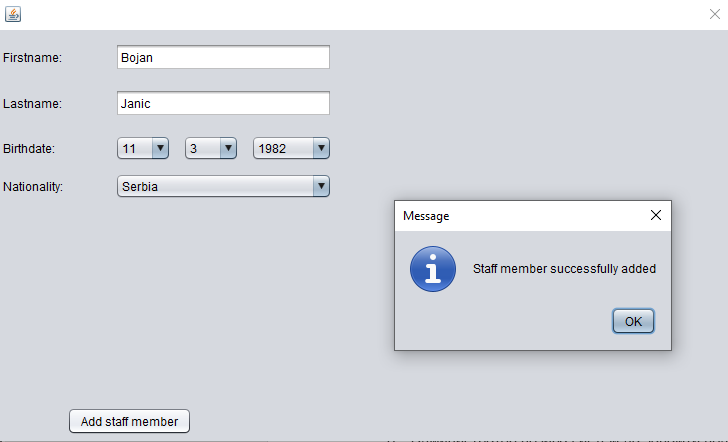 Firstname: Bojan
Lastname: Janic
Birthdate: 11 3 1982
Nationality: Serbia
Message
Staff member successfully added
OK
Add staff member